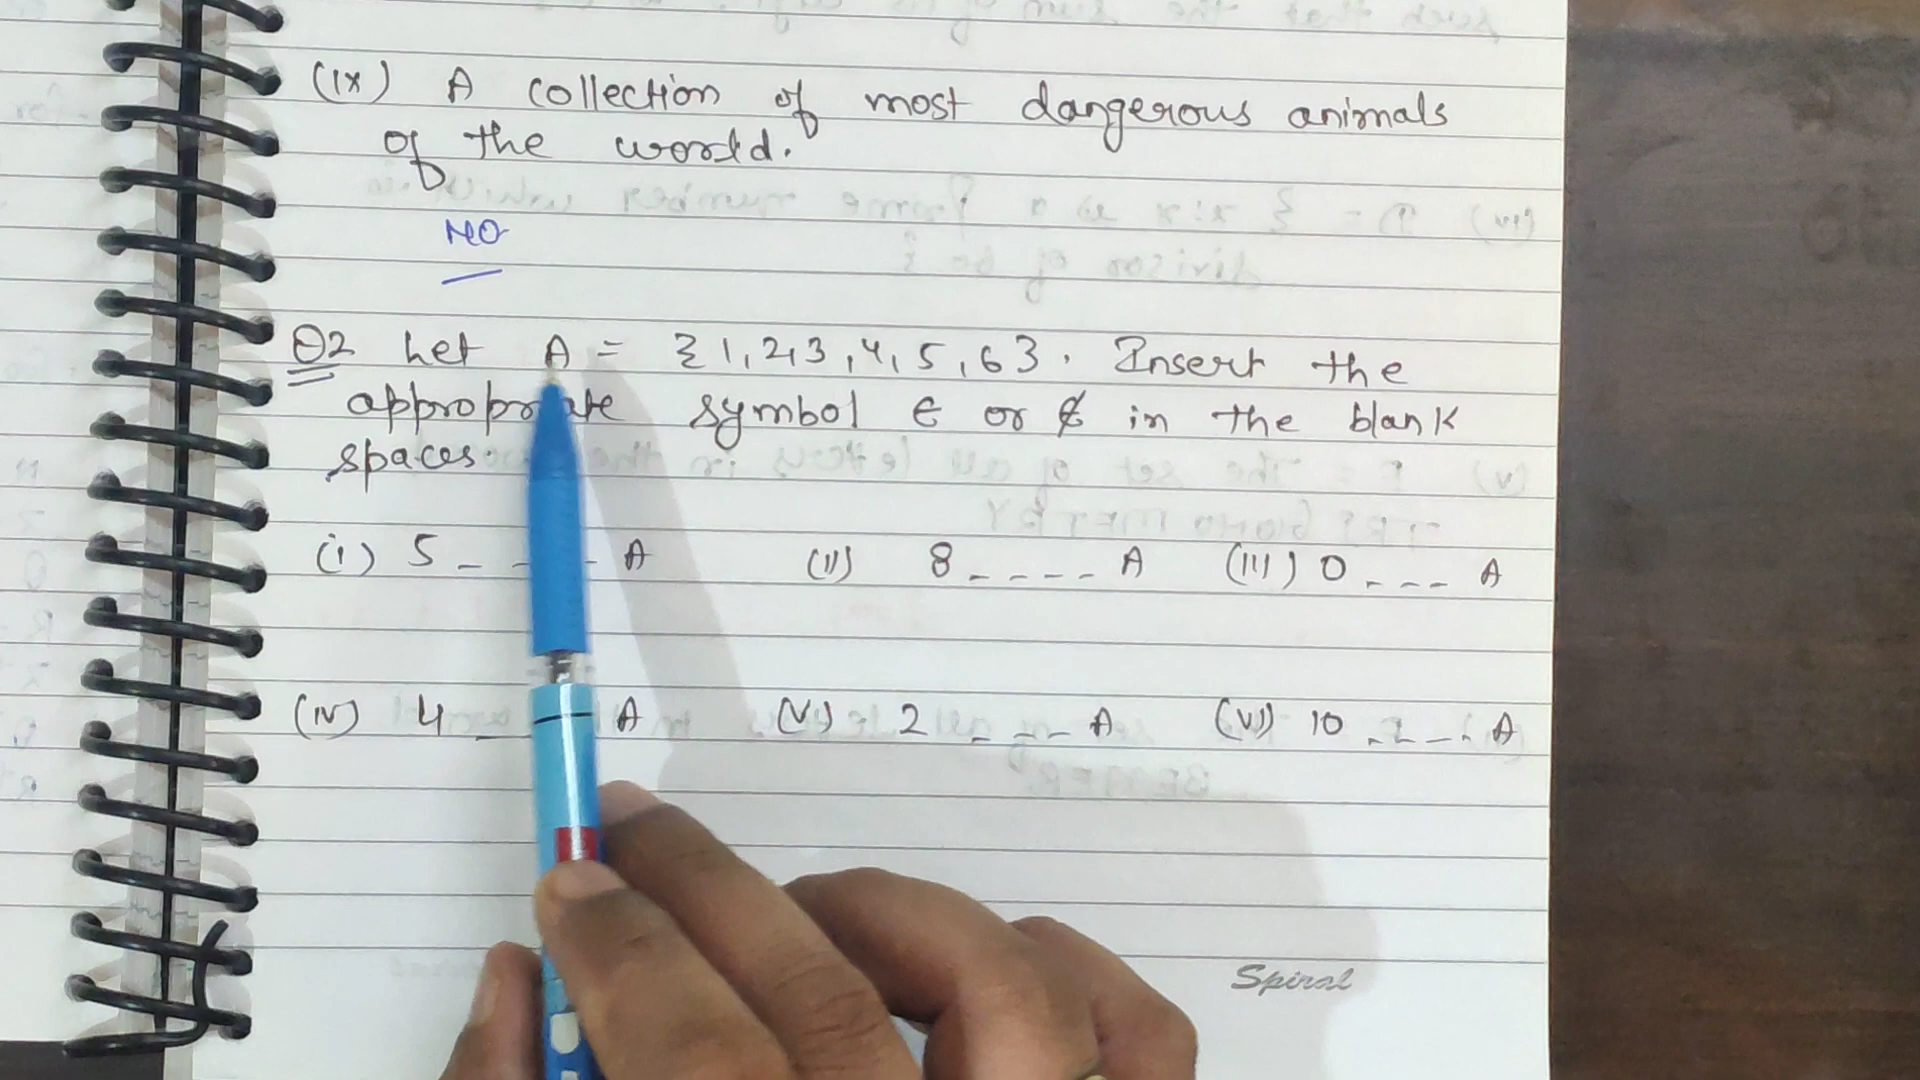 (ix) A collection of most dangerous animals
of the world.
NO
Q2 Let A = {1,2,3,4,5,6}. Insert the
appropriate symbol ∈ or ∉ in the blank
spaces.
(i) 5 _ _ _ A (ii) 8 _ _ _ _ A (iii) 0 _ _ _ A
(iv) 4 _ A (v) 2 _ _ _ A (vi) 10 _ _ _ _ A
Spiral